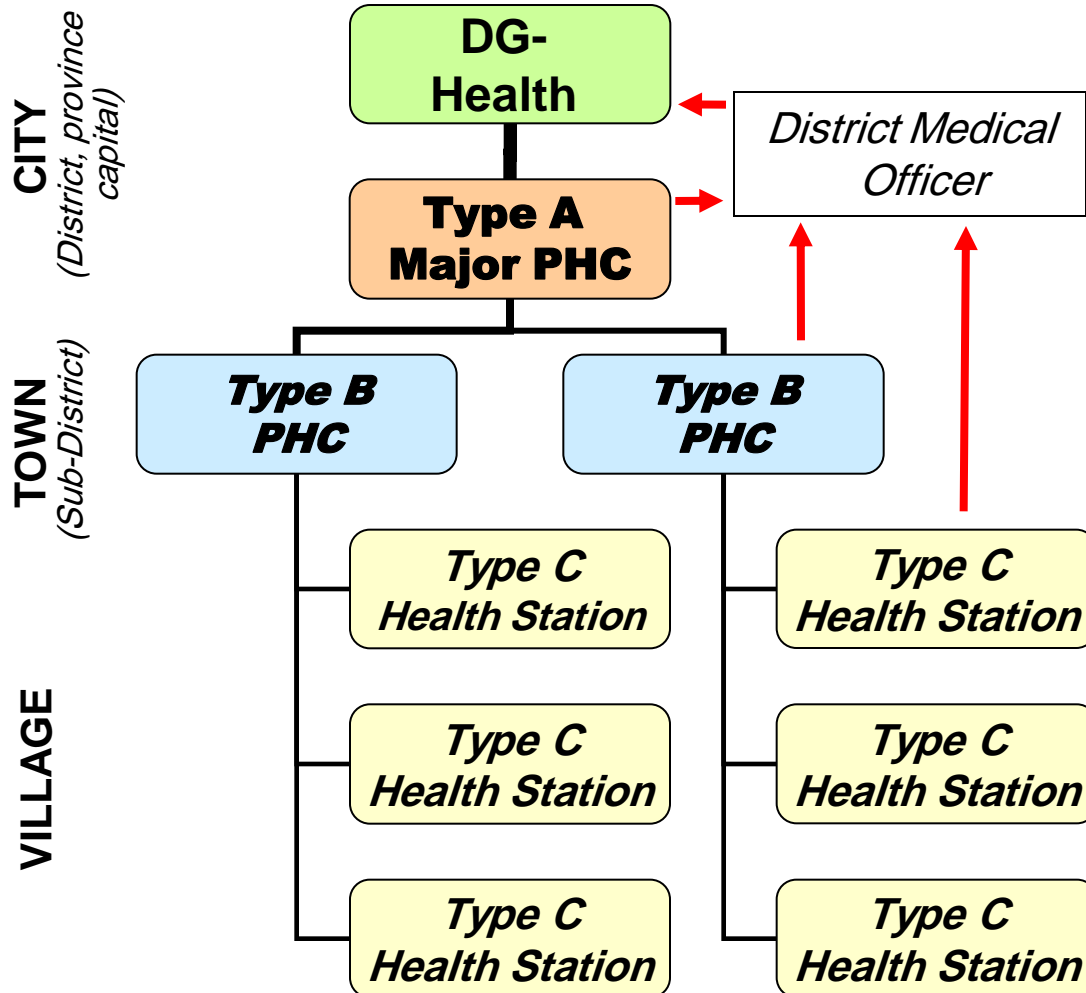 DG-
Health
CITY
(District, province
capital)
District Medical
Officer
Type A
Major PHC
TOWN
(Sub-District)
Type B
PHC
Type B
PHC
VILLAGE
Type C
Health Station
Type C
Health Station
Type C
Health Station
Type C
Health Station
Type C
Health Station
Type C
Health Station